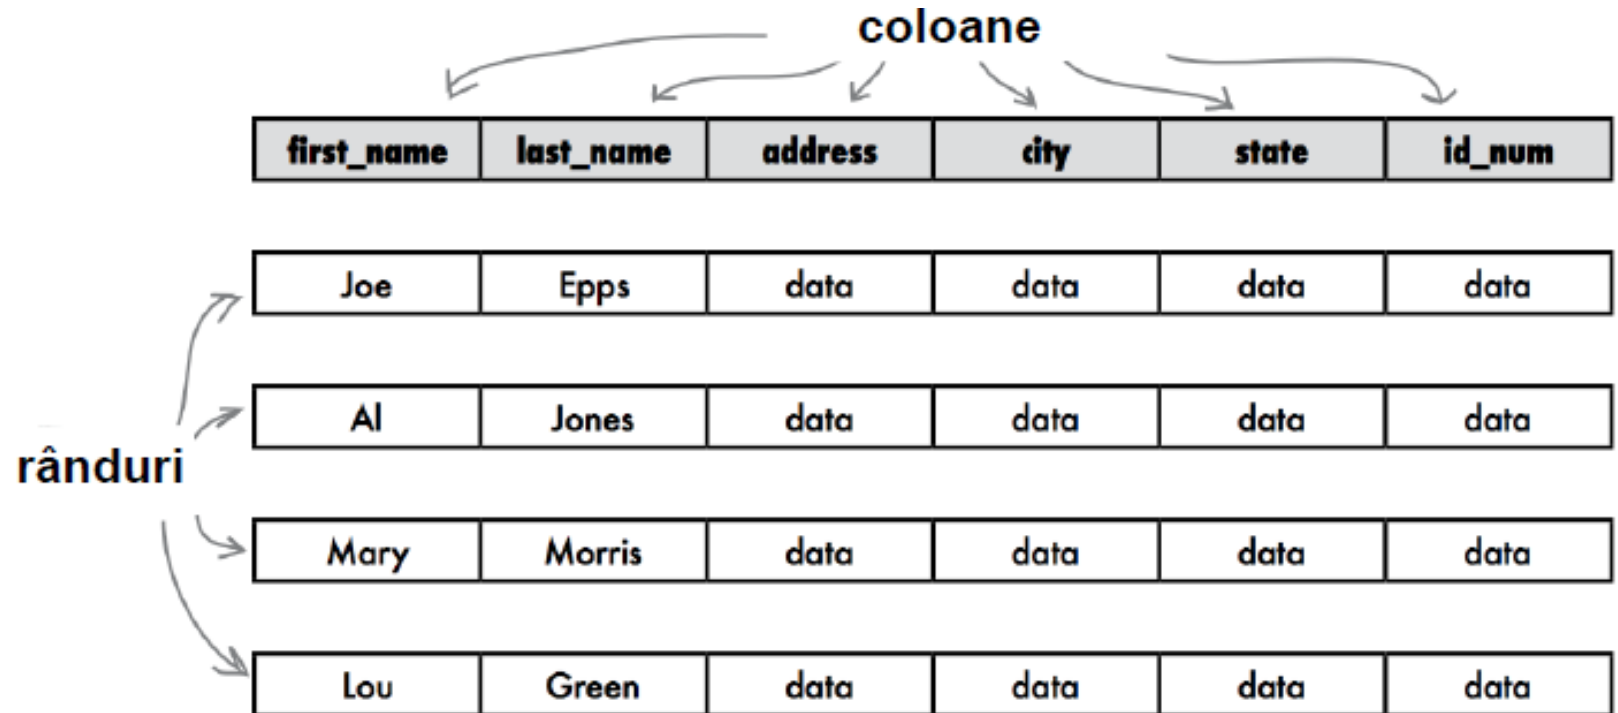 coloane
first_name last_name address city state id_num
Joe Epps data data data data
Al Jones data data data data
rânduri
Mary Morris data data data data
Lou Green data data data data